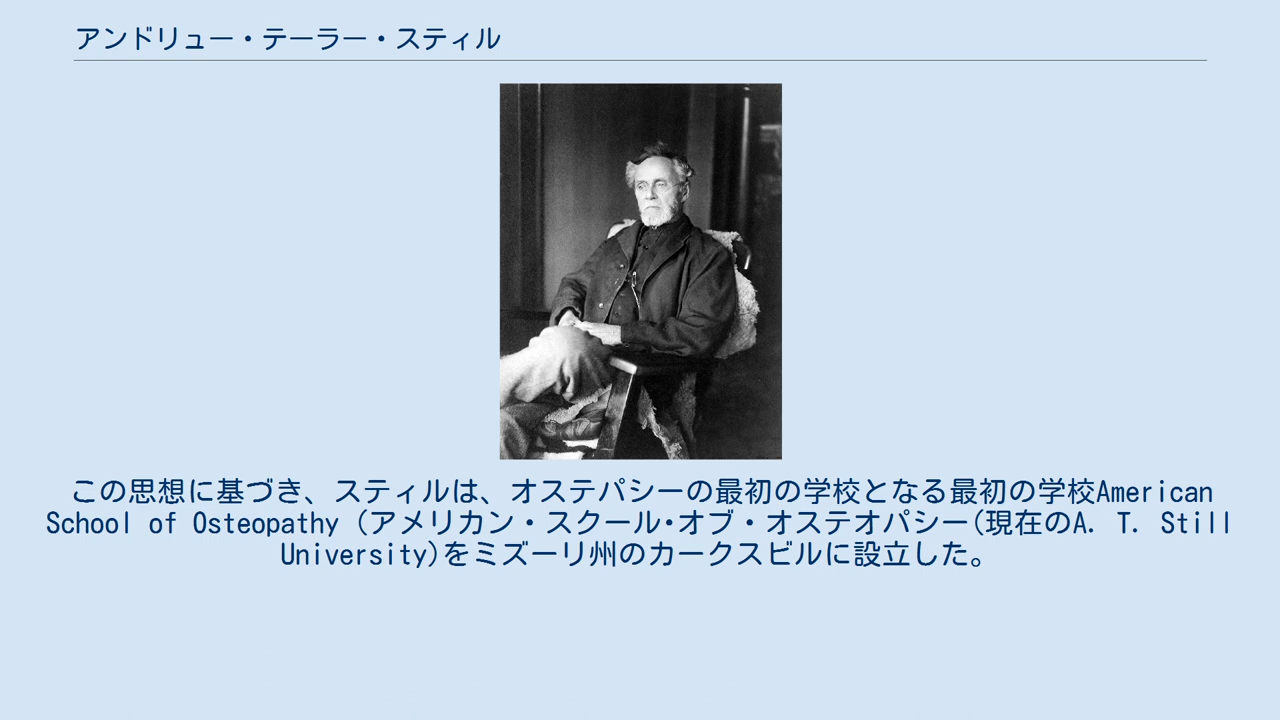 アンドリュー・テーラー・スティル
この思想に基づき、スティルは、オステパシーの最初の学校となる最初の学校American
School of Osteopathy (アメリカン・スクール・オブ・オステオパシー(現在のA. T. Still
University)をミズーリ州のカークスビルに設立した。